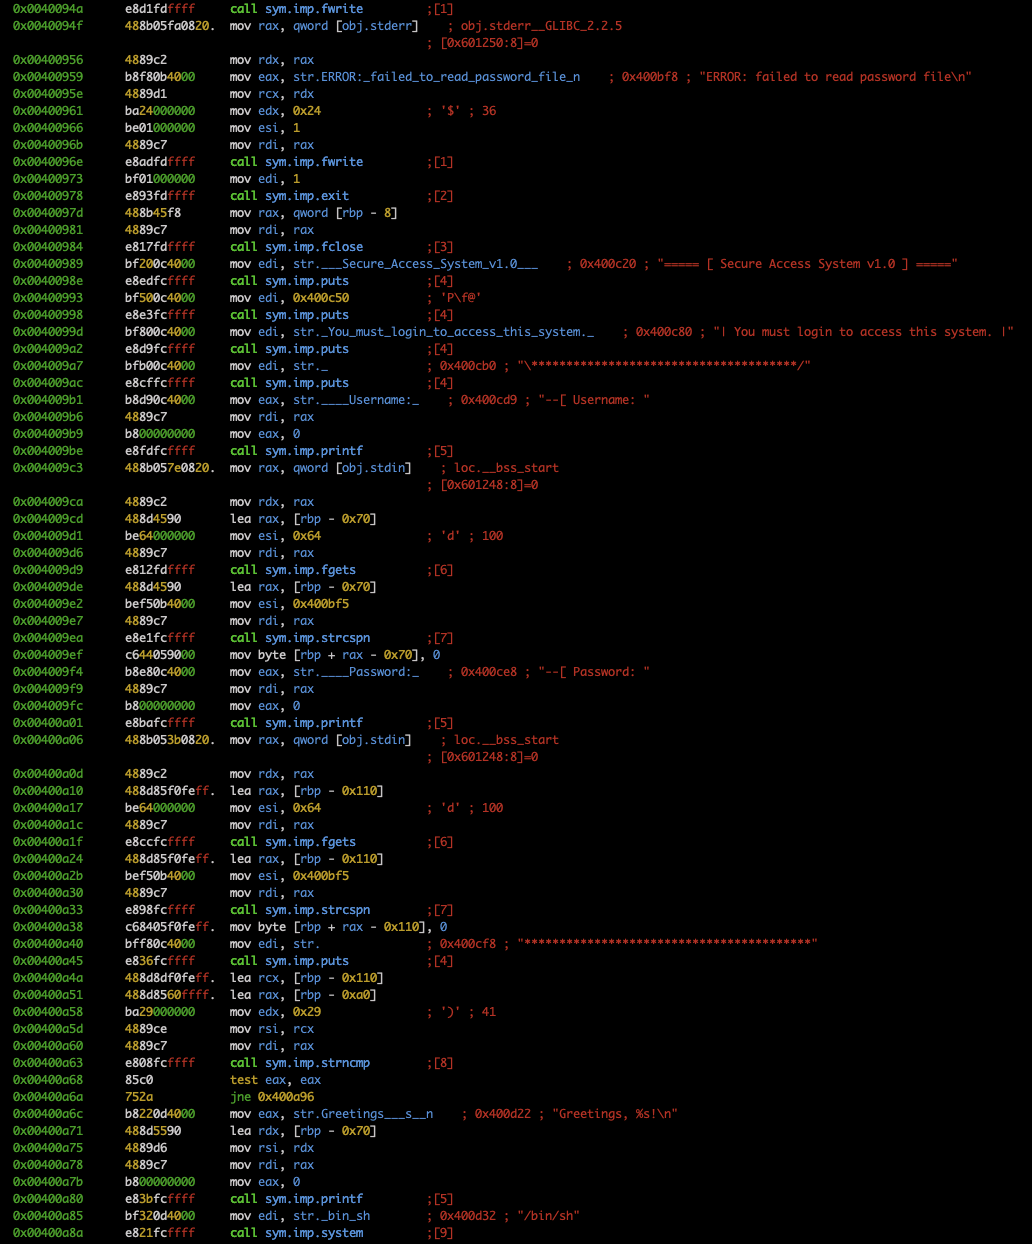 0x0040094a e8d1fdffff call sym.imp.fwrite ;[1]
0x0040094f 488b05fa0820. mov rax, qword [obj.stderr] ; obj.stderr__GLIBC_2.2.5
; [0x601250:8]=0
0x00400956 4889c2 mov rdx, rax
0x00400959 b8f80b4000 mov eax, str.ERROR:_failed_to_read_password_file_n ; 0x400bf8 ; "ERROR: failed to read password file\n"
0x0040095e 4889d1 mov rcx, rdx
0x00400961 ba24000000 mov edx, 0x24 ; '$' ; 36
0x00400966 be01000000 mov esi, 1
0x0040096b 4889c7 mov rdi, rax
0x0040096e e8adfdffff call sym.imp.fwrite ;[1]
0x00400973 bf01000000 mov edi, 1
0x00400978 e893fdffff call sym.imp.exit ;[2]
0x0040097d 488b45f8 mov rax, qword [rbp - 8]
0x00400981 4889c7 mov rdi, rax
0x00400984 e817fdffff call sym.imp.fclose ;[3]
0x00400989 bf200c4000 mov edi, str.___Secure_Access_System_v1.0___ ; 0x400c20 ; "===== [ Secure Access System v1.0 ] ====="
0x0040098e e8edfcffff call sym.imp.puts ;[4]
0x00400993 bf500c4000 mov edi, 0x400c50 ; 'P\f@'
0x00400998 e8e3fcffff call sym.imp.puts ;[4]
0x0040099d bf800c4000 mov edi, str._You_must_login_to_access_this_system._ ; 0x400c80 ; "| You must login to access this system. |"
0x004009a2 e8d9fcffff call sym.imp.puts ;[4]
0x004009a7 bfb00c4000 mov edi, str._ ; 0x400cb0 ; "\**************************************/"
0x004009ac e8cffcffff call sym.imp.puts ;[4]
0x004009b1 b8d90c4000 mov eax, str.____Username:_ ; 0x400cd9 ; "--[ Username: "
0x004009b6 4889c7 mov rdi, rax
0x004009b9 b800000000 mov eax, 0
0x004009be e8fdfcffff call sym.imp.printf ;[5]
0x004009c3 488b057e0820. mov rax, qword [obj.stdin] ; loc.__bss_start
; [0x601248:8]=0
0x004009ca 4889c2 mov rdx, rax
0x004009cd 488d4590 lea rax, [rbp - 0x70]
0x004009d1 be64000000 mov esi, 0x64 ; 'd' ; 100
0x004009d6 4889c7 mov rdi, rax
0x004009d9 e812fdffff call sym.imp.fgets ;[6]
0x004009de 488d4590 lea rax, [rbp - 0x70]
0x004009e2 bef50b4000 mov esi, 0x400bf5
0x004009e7 4889c7 mov rdi, rax
0x004009ea e8e1fcffff call sym.imp.strcspn ;[7]
0x004009ef c644059000 mov byte [rbp + rax - 0x70], 0
0x004009f4 b8e80c4000 mov eax, str.____Password:_ ; 0x400ce8 ; "--[ Password: "
0x004009f9 4889c7 mov rdi, rax
0x004009fc b800000000 mov eax, 0
0x00400a01 e8bafcffff call sym.imp.printf ;[5]
0x00400a06 488b053b0820. mov rax, qword [obj.stdin] ; loc.__bss_start
; [0x601248:8]=0
0x00400a0d 4889c2 mov rdx, rax
0x00400a10 488d85f0feff. lea rax, [rbp - 0x110]
0x00400a17 be64000000 mov esi, 0x64 ; 'd' ; 100
0x00400a1c 4889c7 mov rdi, rax
0x00400a1f e8ccfcffff call sym.imp.fgets ;[6]
0x00400a24 488d85f0feff. lea rax, [rbp - 0x110]
0x00400a2b bef50b4000 mov esi, 0x400bf5
0x00400a30 4889c7 mov rdi, rax
0x00400a33 e898fcffff call sym.imp.strcspn ;[7]
0x00400a38 c68405f0feff. mov byte [rbp + rax - 0x110], 0
0x00400a40 bff80c4000 mov edi, str. ; 0x400cf8 ; "*****************************************"
0x00400a45 e836fcffff call sym.imp.puts ;[4]
0x00400a4a 488d8df0feff. lea rcx, [rbp - 0x110]
0x00400a51 488d8560ffff. lea rax, [rbp - 0xa0]
0x00400a58 ba29000000 mov edx, 0x29 ; ')' ; 41
0x00400a5d 4889ce mov rsi, rcx
0x00400a60 4889c7 mov rdi, rax
0x00400a63 e808fcffff call sym.imp.strncmp ;[8]
0x00400a68 85c0 test eax, eax
0x00400a6a 752a jne 0x400a96
0x00400a6c b8220d4000 mov eax, str.Greetings___s__n ; 0x400d22 ; "Greetings, %s!\n"
0x00400a71 488d5590 lea rdx, [rbp - 0x70]
0x00400a75 4889d6 mov rsi, rdx
0x00400a78 4889c7 mov rdi, rax
0x00400a7b b800000000 mov eax, 0
0x00400a80 e83bfcffff call sym.imp.printf ;[5]
0x00400a85 bf320d4000 mov edi, str._bin_sh ; 0x400d32 ; "/bin/sh"
0x00400a8a e821fcffff call sym.imp.system ;[9]